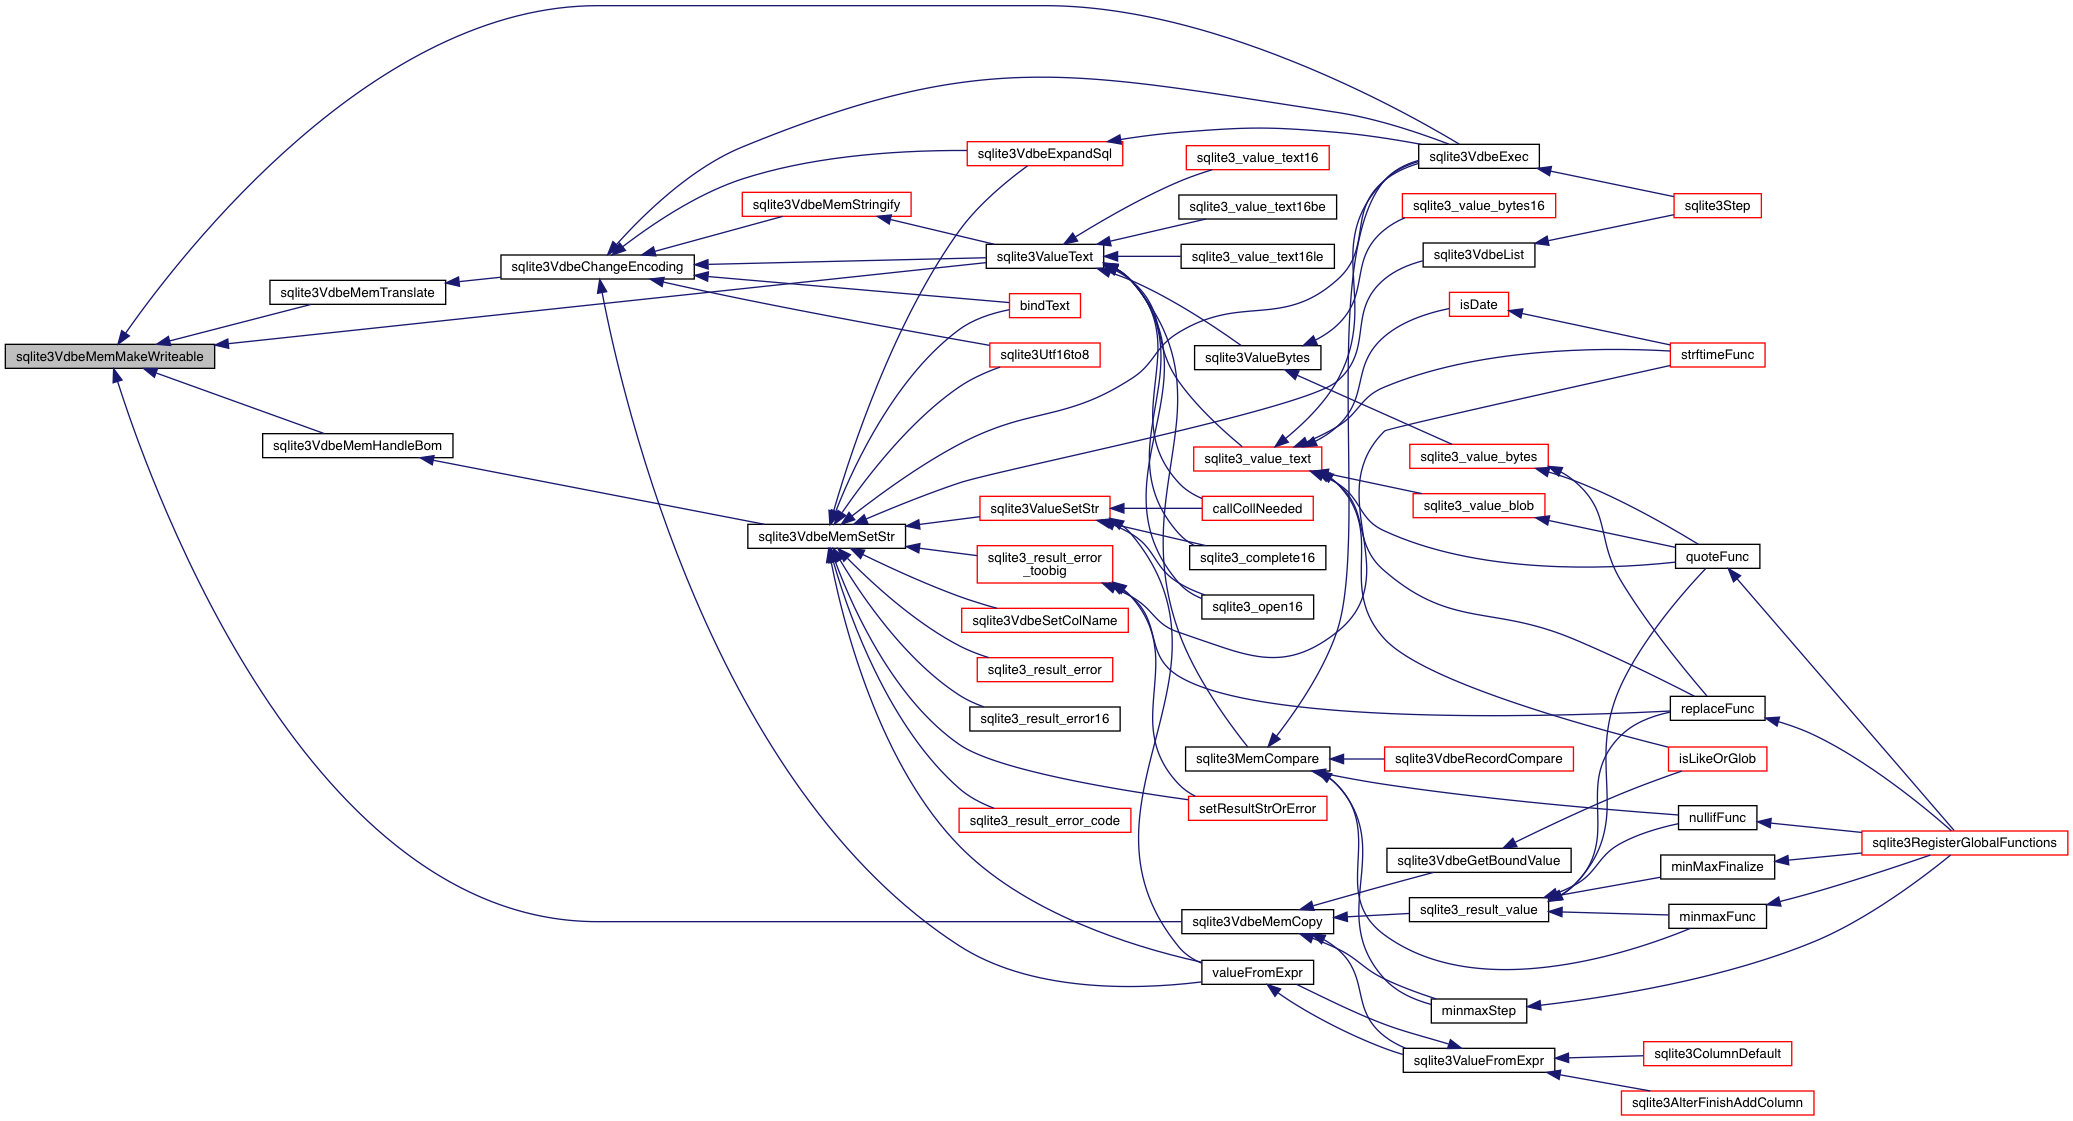 sqlite3VdbeMemMakeWriteable
sqlite3VdbeMemTranslate
sqlite3VdbeMemHandleBom
sqlite3VdbeChangeEncoding
sqlite3VdbeMemStringify
sqlite3VdbeMemSetStr
sqlite3VdbeExpandSql
sqlite3ValueText
bindText
sqlite3Utf16to8
sqlite3ValueSetStr
sqlite3_result_error
_toobig
sqlite3VdbeSetColName
sqlite3_result_error
sqlite3_result_error16
sqlite3_result_error_code
sqlite3_value_text16
sqlite3_value_text16be
sqlite3_value_text16le
sqlite3ValueBytes
sqlite3_value_text
callCollNeeded
sqlite3_complete16
sqlite3_open16
sqlite3MemCompare
setResultStrOrError
sqlite3VdbeMemCopy
valueFromExpr
sqlite3VdbeExec
sqlite3_value_bytes16
sqlite3VdbeList
isDate
sqlite3_value_bytes
sqlite3_value_blob
sqlite3VdbeRecordCompare
sqlite3VdbeGetBoundValue
sqlite3_result_value
minmaxStep
sqlite3ValueFromExpr
sqlite3Step
strftimeFunc
quoteFunc
replaceFunc
isLikeOrGlob
nullifFunc
minMaxFinalize
minmaxFunc
sqlite3ColumnDefault
sqlite3AlterFinishAddColumn
sqlite3RegisterGlobalFunctions